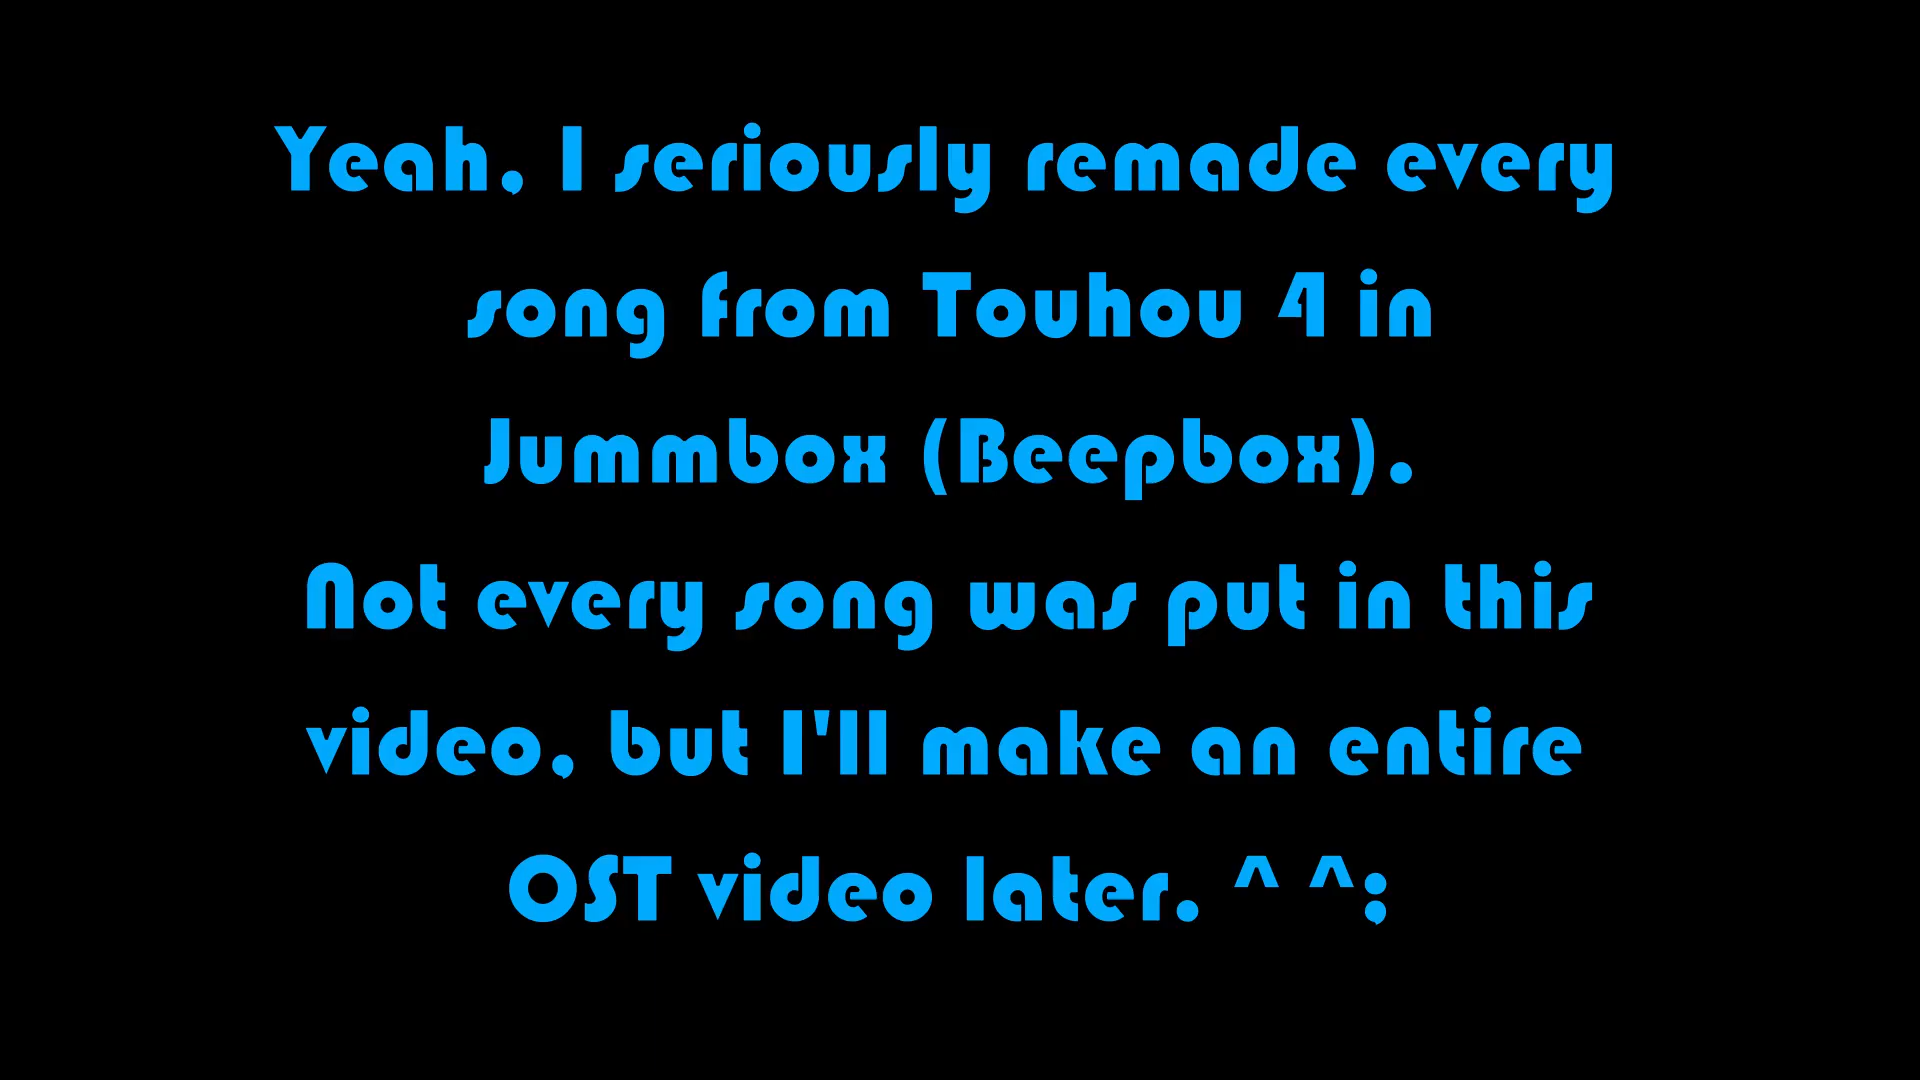 Yeah, I seriously remade every
song from Touhou 4 in
Jummbox (Beepbox).
Not every song was put in this
video, but I'll make an entire
OST video later. ^ ^;